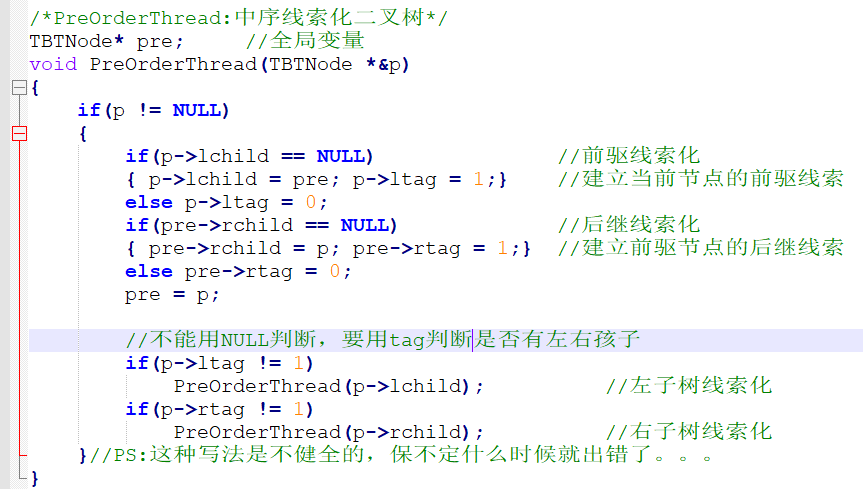 /*PreOrderThread:中序线索化二叉树*/
TBTNode* pre;     //全局变量
void PreOrderThread(TBTNode *&p)
{
    if(p != NULL)
    {
        if(p->lchild == NULL)               //前驱线索化
        { p->lchild = pre; p->ltag = 1;}    //建立当前节点的前驱线索
        else p->ltag = 0;
        if(pre->rchild == NULL)             //后继线索化
        { pre->rchild = p; pre->rtag = 1;}  //建立前驱节点的后继线索
        else pre->rtag = 0;
        pre = p;
        //不能用NULL判断，要用tag判断是否有左右孩子
        if(p->ltag != 1)
            PreOrderThread(p->lchild);          //左子树线索化
        if(p->rtag != 1)
            PreOrderThread(p->rchild);          //右子树线索化
    }//PS:这种写法是不健全的，保不定什么时候就出错了。。。
}